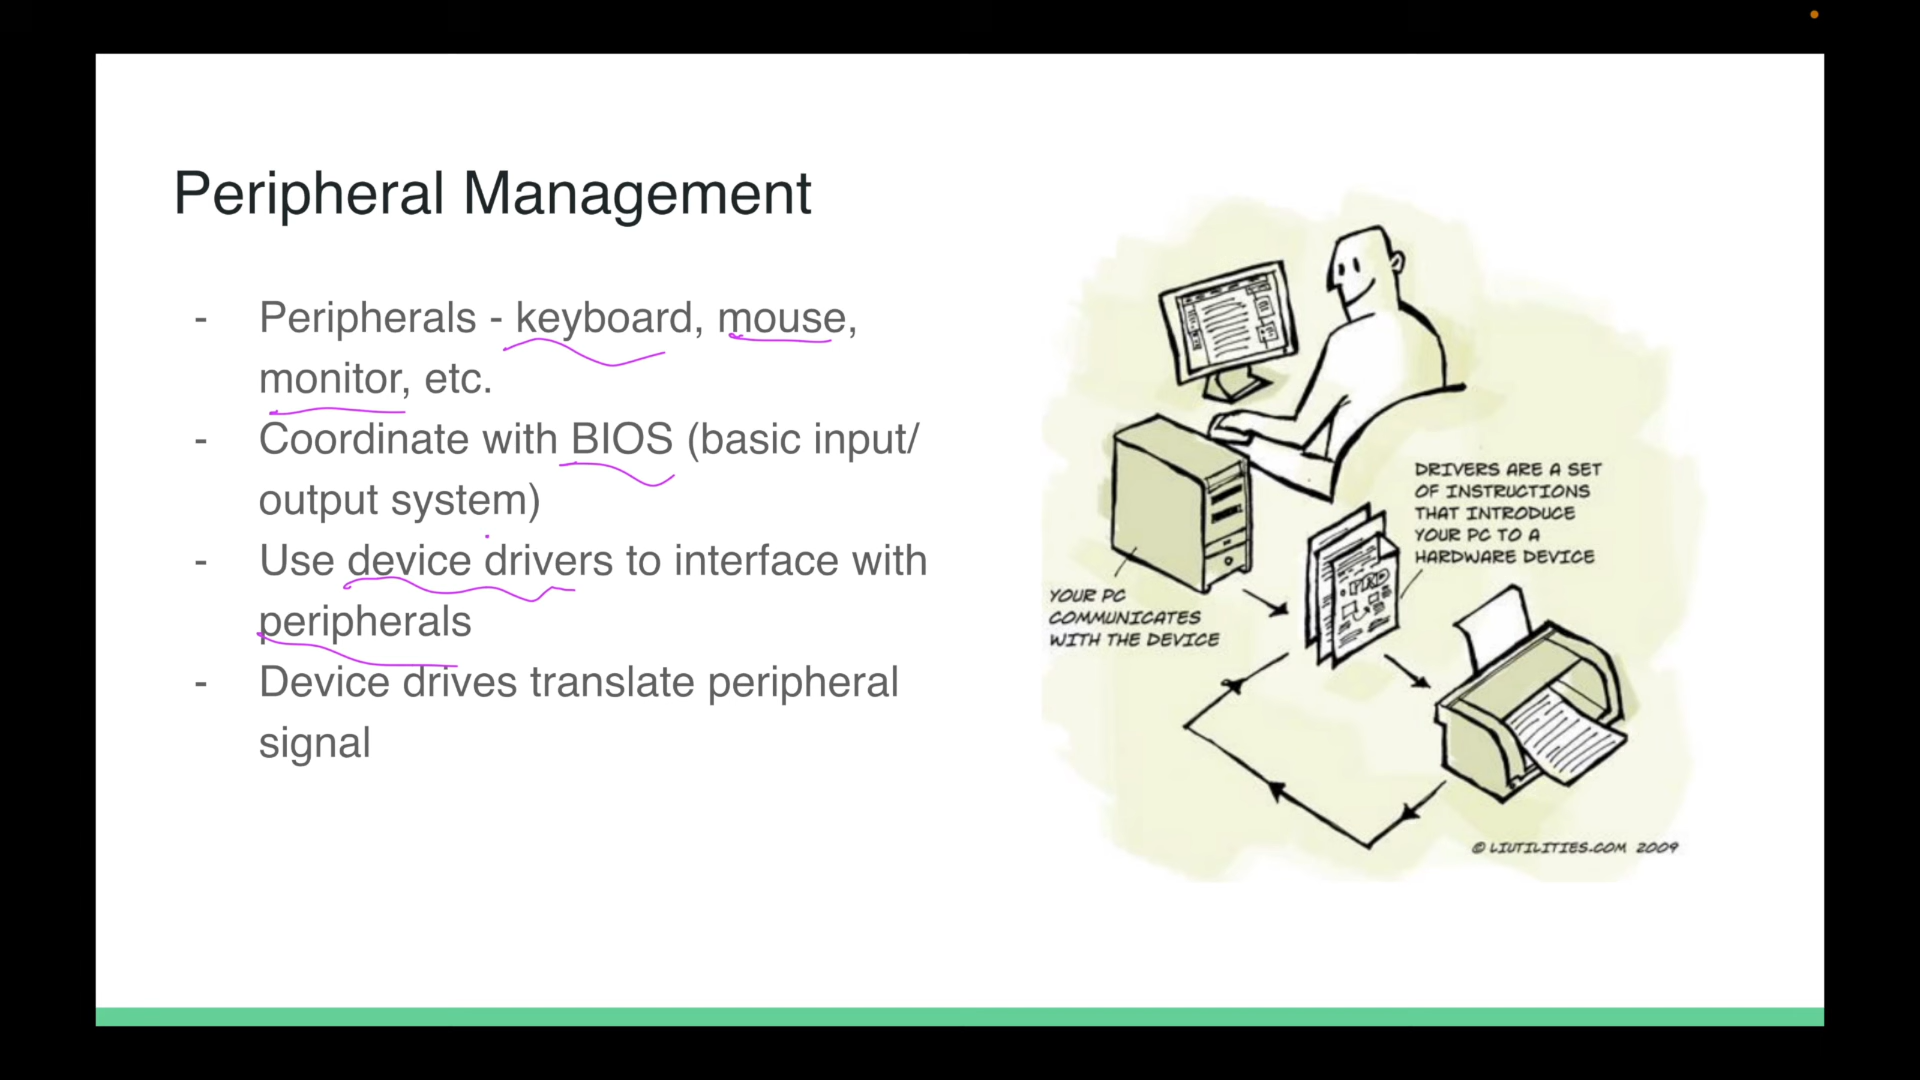 Peripheral Management
- Peripherals - keyboard, mouse,
monitor, etc.
- Coordinate with BIOS (basic input/
output system)
- Use device drivers to interface with
peripherals
- Device drives translate peripheral
signal
DRIVERS ARE A SET
OF INSTRUCTIONS
THAT INTRODUCE
YOUR PC TO A
HARDWARE DEVICE
YOUR PC
COMMUNICATES
WITH THE DEVICE
© LIUTILITIES.COM 2009